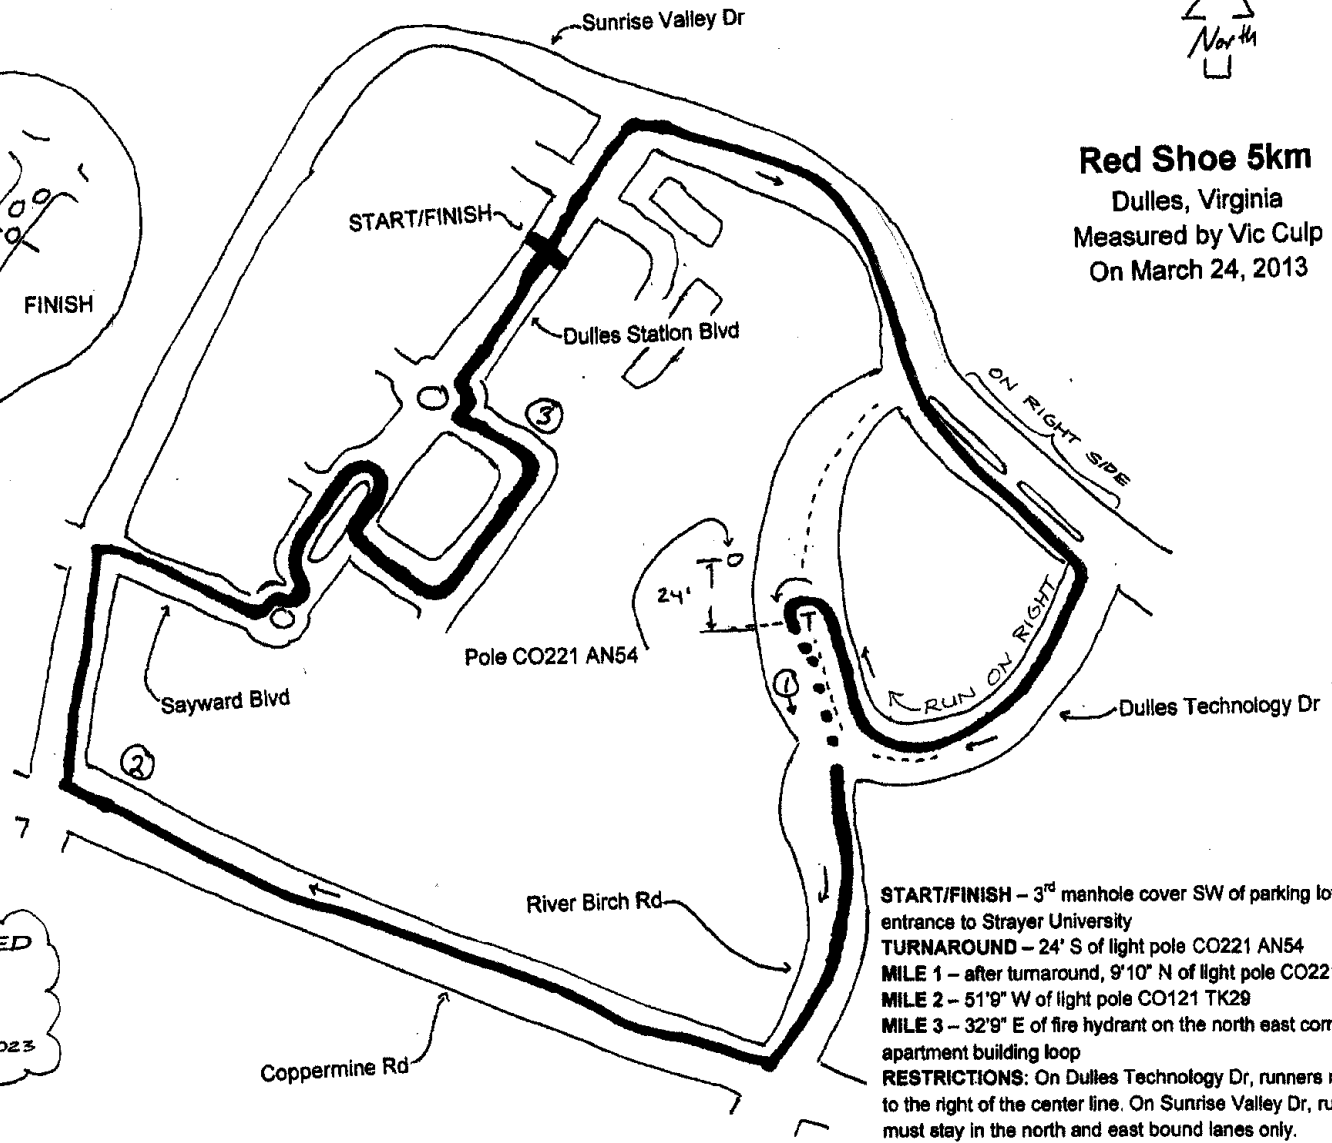 Sunrise Valley Dr
North
Red Shoe 5km
Dulles, Virginia
Measured by Vic Culp
On March 24, 2013
START/FINISH
FINISH
Dulles Station Blvd
ON RIGHT SIDE
3
24'
Pole CO221 AN54
RUN ON RIGHT
T
1
Sayward Blvd
Dulles Technology Dr
2
7
River Birch Rd
Coppermine Rd
ED
023
START/FINISH – 3rd manhole cover SW of parking lo
entrance to Strayer University
TURNAROUND – 24' S of light pole CO221 AN54
MILE 1 – after turnaround, 9'10" N of light pole CO22
MILE 2 – 51'9" W of light pole CO121 TK29
MILE 3 – 32'9" E of fire hydrant on the north east corn
apartment building loop
RESTRICTIONS: On Dulles Technology Dr, runners
to the right of the center line. On Sunrise Valley Dr, ru
must stay in the north and east bound lanes only.